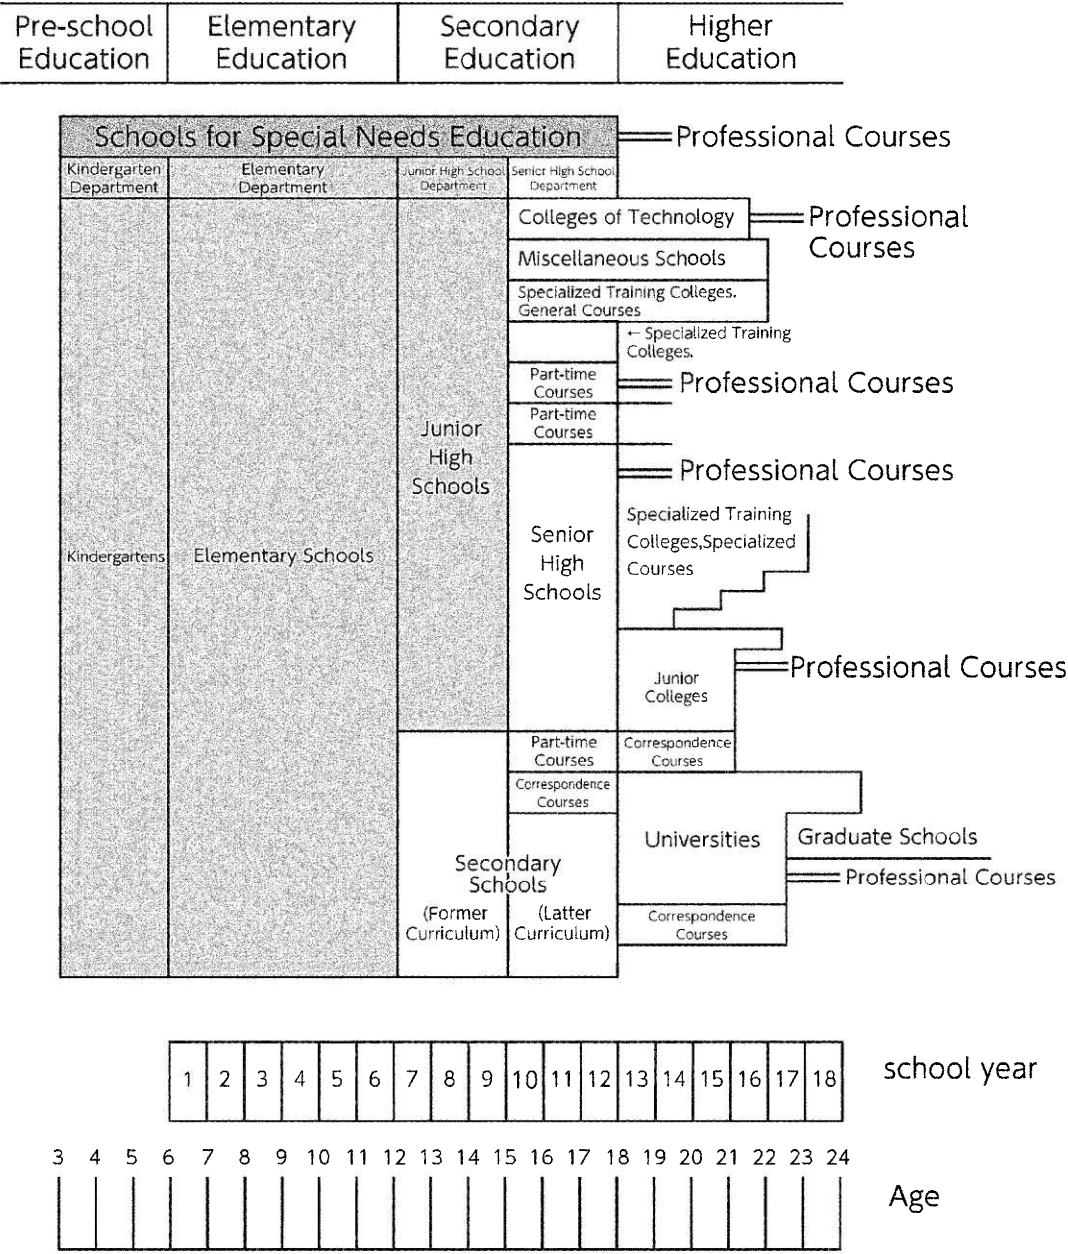 Pre-school
Education
Elementary
Education
Secondary
Education
Higher
Education
Schools for Special Needs Education
Professional Courses
Kindergarten
Department
Elementary
Department
Junior High School
Department
Senior High School
Department
Colleges of Technology
Professional
Courses
Miscellaneous Schools
Specialized Training Colleges.
General Courses
← Specialized Training
Colleges.
Part-time
Courses
Professional Courses
Part-time
Courses
Junior
High
Schools
Professional Courses
Specialized Training
Colleges,Specialized
Courses
Kindergartens
Elementary Schools
Senior
High
Schools
Junior
Colleges
Professional Courses
Part-time
Courses
Correspondence
Courses
Correspondence
Courses
Universities
Graduate Schools
Secondary
Schools
Professional Courses
(Former
Curriculum)
(Latter
Curriculum)
Correspondence
Courses
1 2 3 4 5 6 7 8 9 10 11 12 13 14 15 16 17 18
school year
3 4 5 6 7 8 9 10 11 12 13 14 15 16 17 18 19 20 21 22 23 24
Age